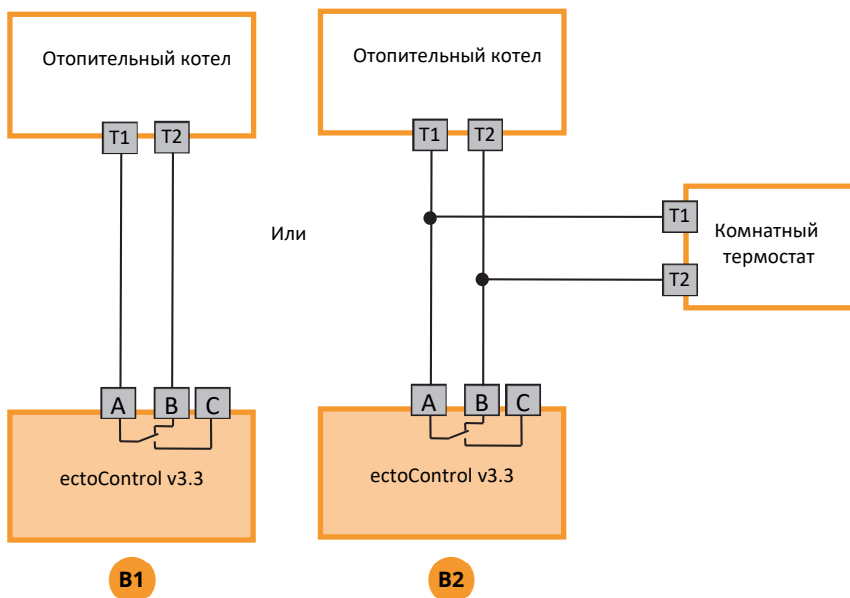 Отопительный котел
T1 T2
A B C
ectoControl v3.3
B1
Или
Отопительный котел
T1 T2
T1
Комнатный
термостат
T2
A B C
ectoControl v3.3
B2